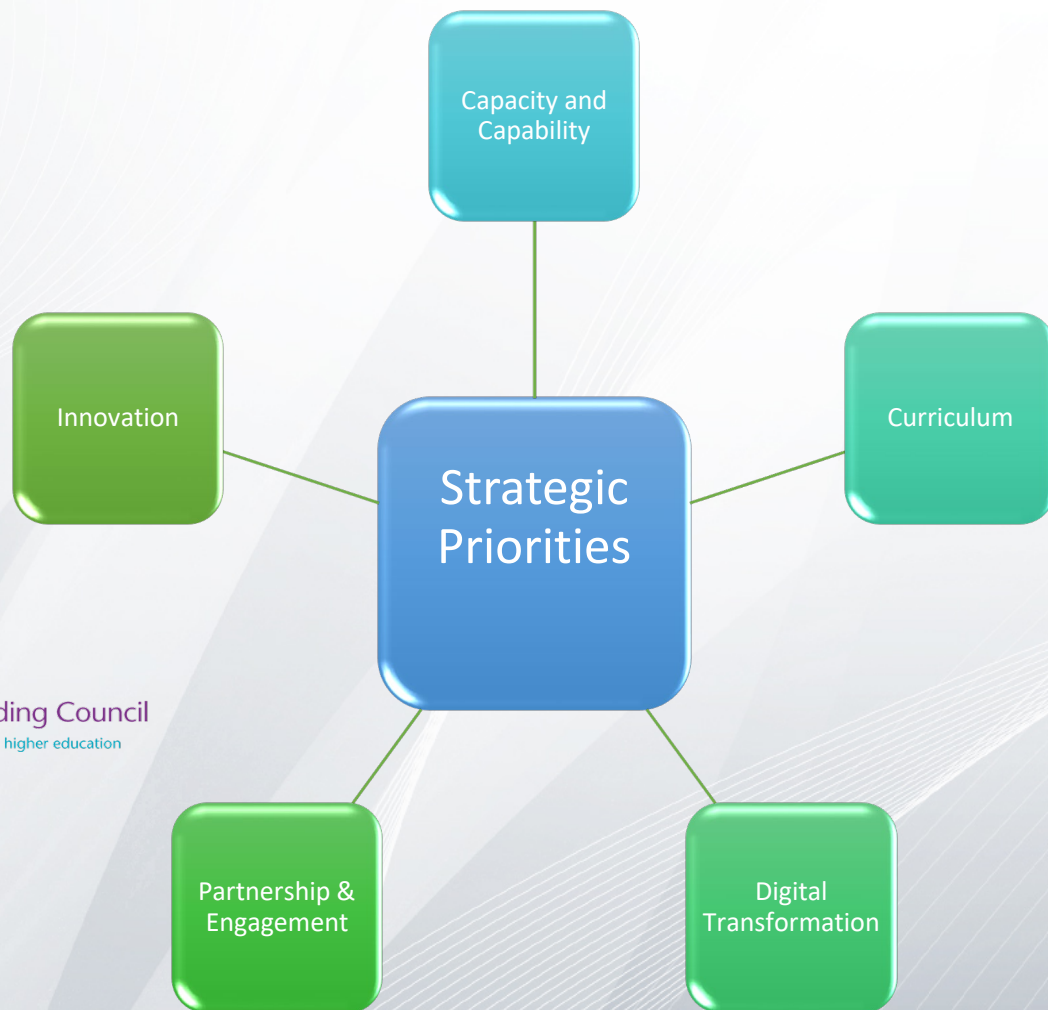 Capacity and
Capability
Innovation
Curriculum
Strategic
Priorities
ding Council
higher education
Partnership &
Engagement
Digital
Transformation